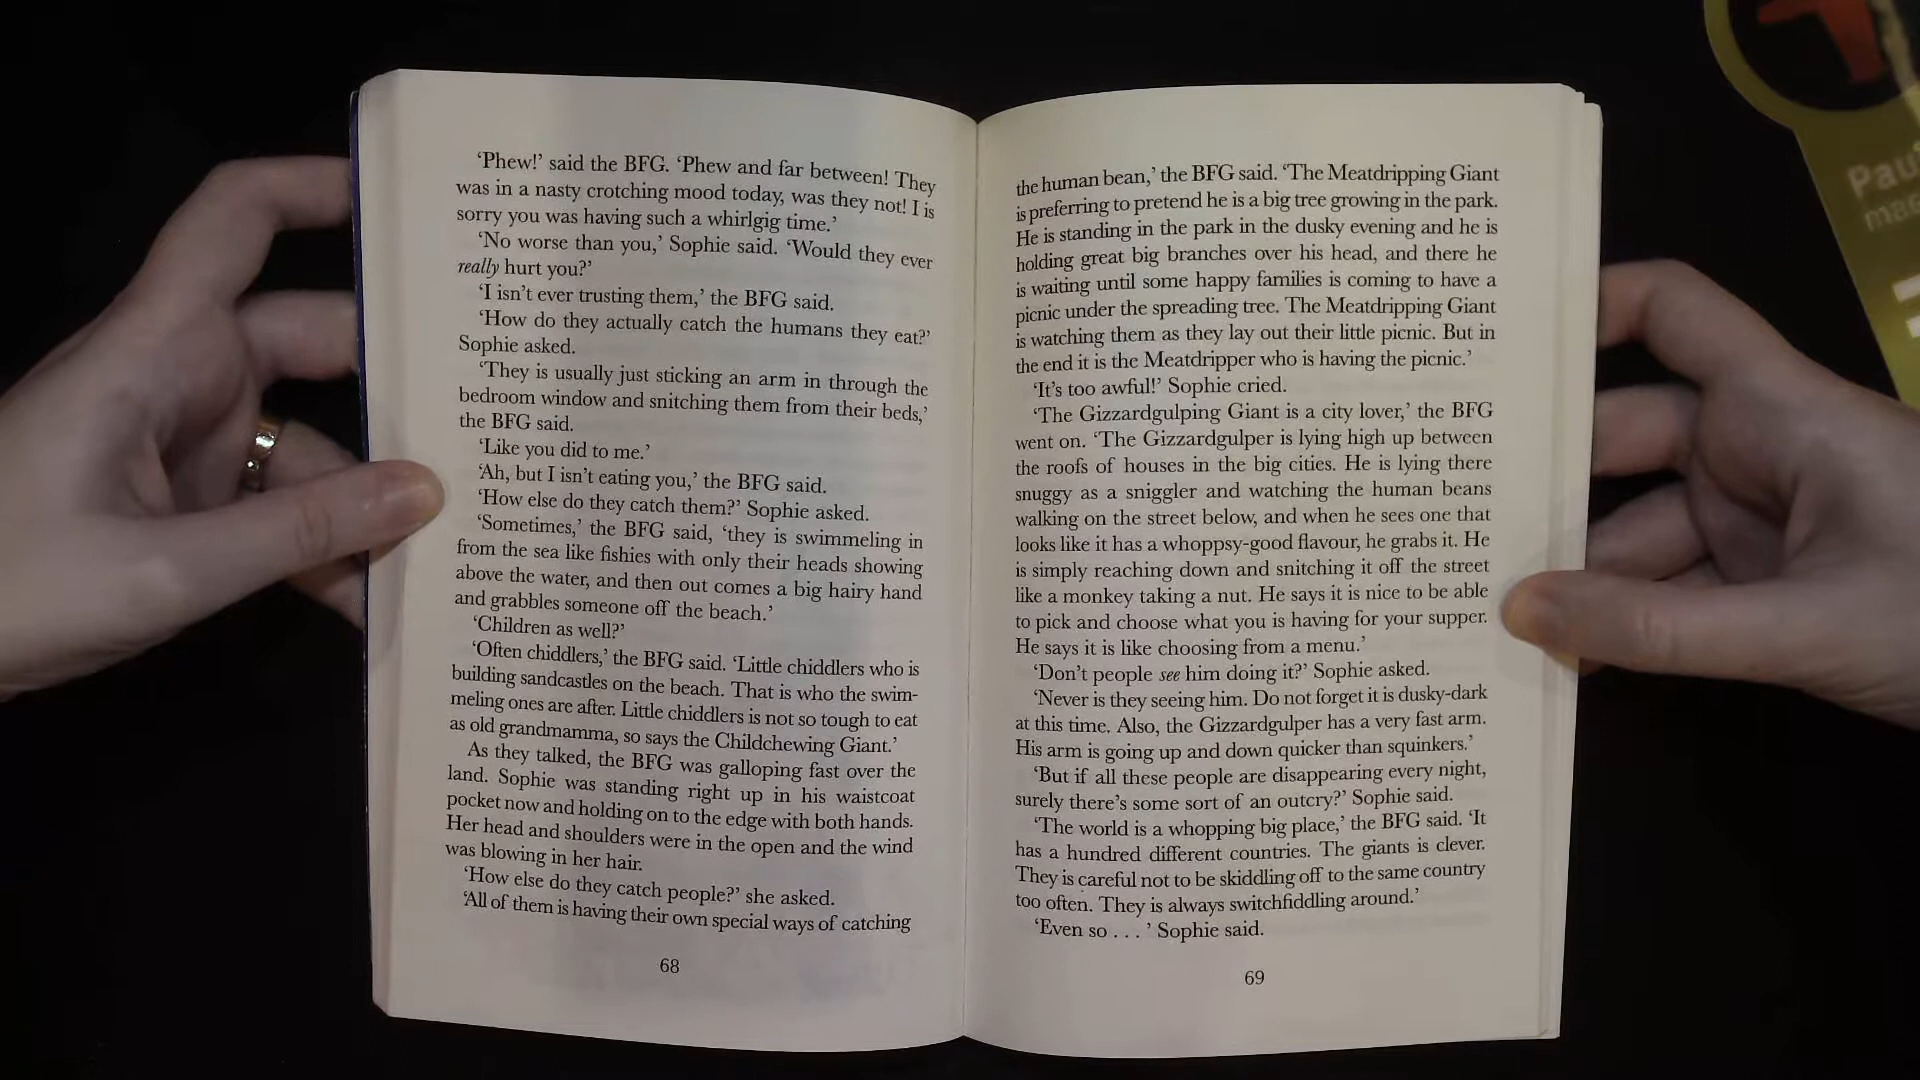 ‘Phew!’ said the BFG. ‘Phew and far between! They
was in a nasty crotching mood today, was they not! I is
sorry you was having such a whirlgig time.’
‘No worse than you,’ Sophie said. ‘Would they ever
really hurt you?’
‘I isn’t ever trusting them,’ the BFG said.
‘How do they actually catch the humans they eat?’
Sophie asked.
‘They is usually just sticking an arm in through the
bedroom window and snitching them from their beds,’
the BFG said.
‘Like you did to me.’
‘Ah, but I isn’t eating you,’ the BFG said.
‘How else do they catch them?’ Sophie asked.
‘Sometimes,’ the BFG said, ‘they is swimmeling in
from the sea like fishies with only their heads showing
above the water, and then out comes a big hairy hand
and grabbles someone off the beach.’
‘Children as well?’
‘Often chiddlers,’ the BFG said. ‘Little chiddlers who is
building sandcastles on the beach. That is who the swim-
meling ones are after. Little chiddlers is not so tough to eat
as old grandmamma, so says the Childchewing Giant.’
As they talked, the BFG was galloping fast over the
land. Sophie was standing right up in his waistcoat
pocket now and holding on to the edge with both hands.
Her head and shoulders were in the open and the wind
was blowing in her hair.
‘How else do they catch people?’ she asked.
‘All of them is having their own special ways of catching
68
the human bean,’ the BFG said. ‘The Meatdripping Giant
is preferring to pretend he is a big tree growing in the park.
He is standing in the park in the dusky evening and he is
holding great big branches over his head, and there he
is waiting until some happy families is coming to have a
picnic under the spreading tree. The Meatdripping Giant
is watching them as they lay out their little picnic. But in
the end it is the Meatdripper who is having the picnic.’
‘It’s too awful!’ Sophie cried.
‘The Gizzardgulping Giant is a city lover,’ the BFG
went on. ‘The Gizzardgulper is lying high up between
the roofs of houses in the big cities. He is lying there
snuggy as a sniggler and watching the human beans
walking on the street below, and when he sees one that
looks like it has a whoppsy-good flavour, he grabs it. He
is simply reaching down and snitching it off the street
like a monkey taking a nut. He says it is nice to be able
to pick and choose what you is having for your supper.
He says it is like choosing from a menu.’
‘Don’t people see him doing it?’ Sophie asked.
‘Never is they seeing him. Do not forget it is dusky-dark
at this time. Also, the Gizzardgulper has a very fast arm.
His arm is going up and down quicker than squinkers.’
‘But if all these people are disappearing every night,
surely there’s some sort of an outcry?’ Sophie said.
‘The world is a whopping big place,’ the BFG said. ‘It
has a hundred different countries. The giants is clever.
They is careful not to be skiddling off to the same country
too often. They is always switchfiddling around.’
‘Even so . . . ’ Sophie said.
69